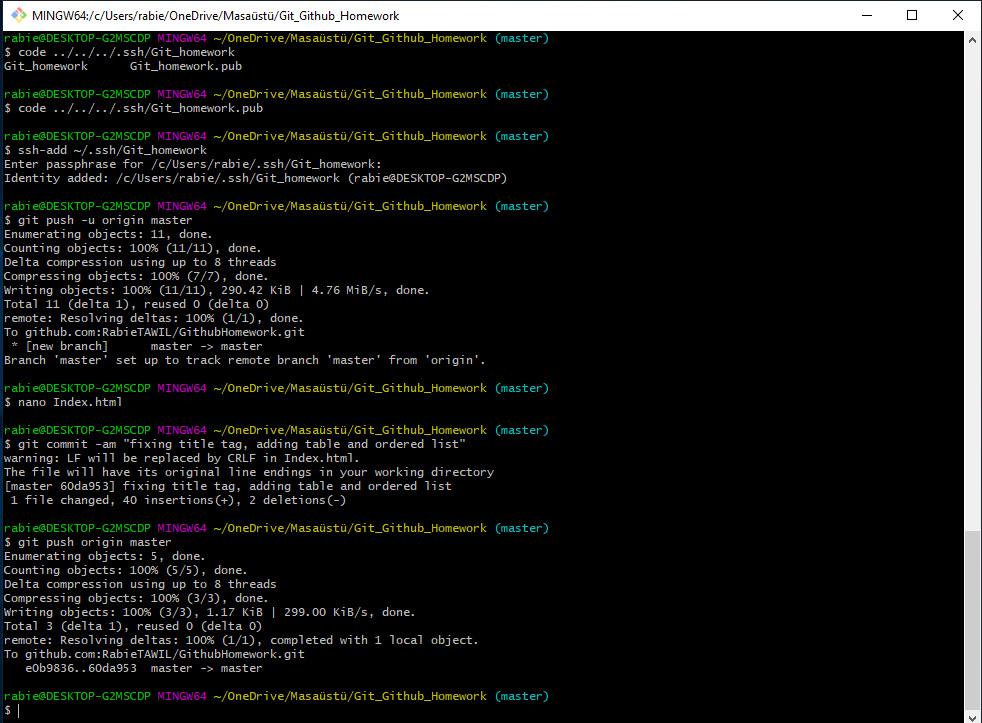 MINGW64:/c/Users/rabie/OneDrive/Masaüstü/Git_Github_Homework
rabie@DESKTOP-G2MSCDP MINGW64 ~/OneDrive/Masaüstü/Git_Github_Homework (master)
$ code ../../../.ssh/Git_homework
Git_homework      Git_homework.pub
rabie@DESKTOP-G2MSCDP MINGW64 ~/OneDrive/Masaüstü/Git_Github_Homework (master)
$ code ../../../.ssh/Git_homework.pub
rabie@DESKTOP-G2MSCDP MINGW64 ~/OneDrive/Masaüstü/Git_Github_Homework (master)
$ ssh-add ~/.ssh/Git_homework
Enter passphrase for /c/Users/rabie/.ssh/Git_homework:
Identity added: /c/Users/rabie/.ssh/Git_homework (rabie@DESKTOP-G2MSCDP)
rabie@DESKTOP-G2MSCDP MINGW64 ~/OneDrive/Masaüstü/Git_Github_Homework (master)
$ git push -u origin master
Enumerating objects: 11, done.
Counting objects: 100% (11/11), done.
Delta compression using up to 8 threads
Compressing objects: 100% (7/7), done.
Writing objects: 100% (11/11), 290.42 KiB | 4.76 MiB/s, done.
Total 11 (delta 1), reused 0 (delta 0)
remote: Resolving deltas: 100% (1/1), done.
To github.com:RabieTAWIL/GithubHomework.git
 * [new branch]      master -> master
Branch 'master' set up to track remote branch 'master' from 'origin'.
rabie@DESKTOP-G2MSCDP MINGW64 ~/OneDrive/Masaüstü/Git_Github_Homework (master)
$ nano Index.html
rabie@DESKTOP-G2MSCDP MINGW64 ~/OneDrive/Masaüstü/Git_Github_Homework (master)
$ git commit -am "fixing title tag, adding table and ordered list"
warning: LF will be replaced by CRLF in Index.html.
The file will have its original line endings in your working directory
[master 60da953] fixing title tag, adding table and ordered list
 1 file changed, 40 insertions(+), 2 deletions(-)
rabie@DESKTOP-G2MSCDP MINGW64 ~/OneDrive/Masaüstü/Git_Github_Homework (master)
$ git push origin master
Enumerating objects: 5, done.
Counting objects: 100% (5/5), done.
Delta compression using up to 8 threads
Compressing objects: 100% (3/3), done.
Writing objects: 100% (3/3), 1.17 KiB | 299.00 KiB/s, done.
Total 3 (delta 1), reused 0 (delta 0)
remote: Resolving deltas: 100% (1/1), completed with 1 local object.
To github.com:RabieTAWIL/GithubHomework.git
   e0b9836..60da953  master -> master
rabie@DESKTOP-G2MSCDP MINGW64 ~/OneDrive/Masaüstü/Git_Github_Homework (master)
$